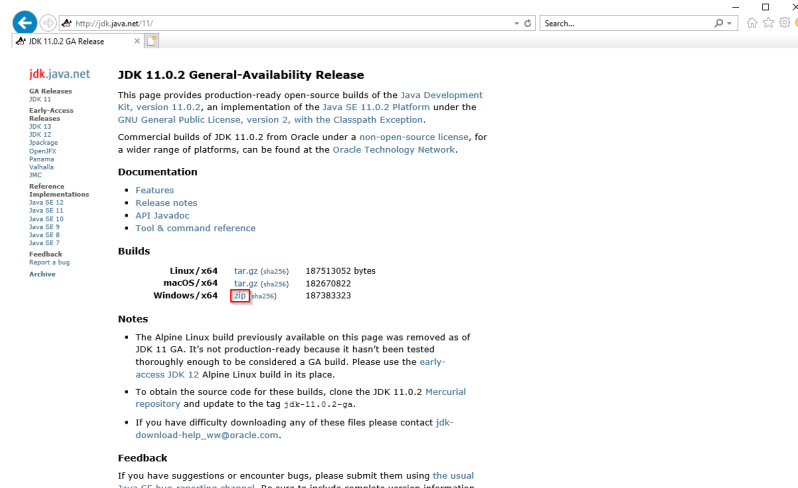 http://jdk.java.net/11/
Search...
JDK 11.0.2 GA Release
jdk.java.net
GA Releases
JDK 11
Early-Access
Releases
JDK 13
JDK 12
Jpackage
OpenJFX
Panama
Valhalla
JMC
Reference
Implementations
Java SE 12
Java SE 11
Java SE 10
Java SE 9
Java SE 8
Java SE 7
Feedback
Report a bug
Archive
JDK 11.0.2 General-Availability Release
This page provides production-ready open-source builds of the Java Development
Kit, version 11.0.2, an implementation of the Java SE 11.0.2 Platform under the
GNU General Public License, version 2, with the Classpath Exception.
Commercial builds of JDK 11.0.2 from Oracle under a non-open-source license, for
a wider range of platforms, can be found at the Oracle Technology Network.
Documentation
Features
Release notes
API Javadoc
Tool & command reference
Builds
Linux/x64 tar.gz (sha256) 187513052 bytes
macOS/x64 tar.gz (sha256) 182670822
Windows/x64 zip (sha256) 187383323
Notes
The Alpine Linux build previously available on this page was removed as of
JDK 11 GA. It's not production-ready because it hasn't been tested
thoroughly enough to be considered a GA build. Please use the early-
access JDK 12 Alpine Linux build in its place.
To obtain the source code for these builds, clone the JDK 11.0.2 Mercurial
repository and update to the tag jdk-11.0.2-ga.
If you have difficulty downloading any of these files please contact jdk-
download-help_ww@oracle.com.
Feedback
If you have suggestions or encounter bugs, please submit them using the usual
Java SE bug-reporting channel. Be sure to include complete version information